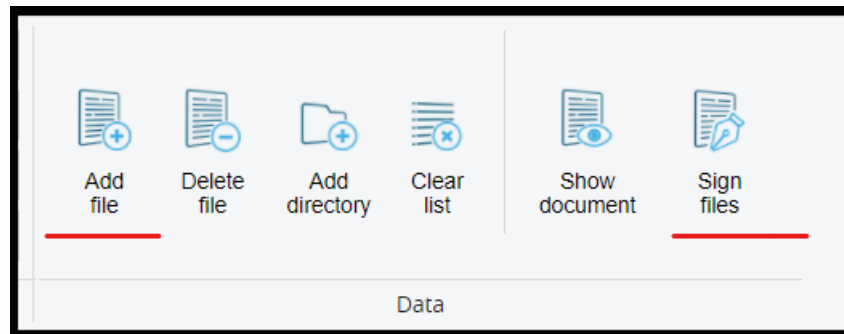 Add
file
Delete
file
Add
directory
Clear
list
Show
document
Sign
files
Data